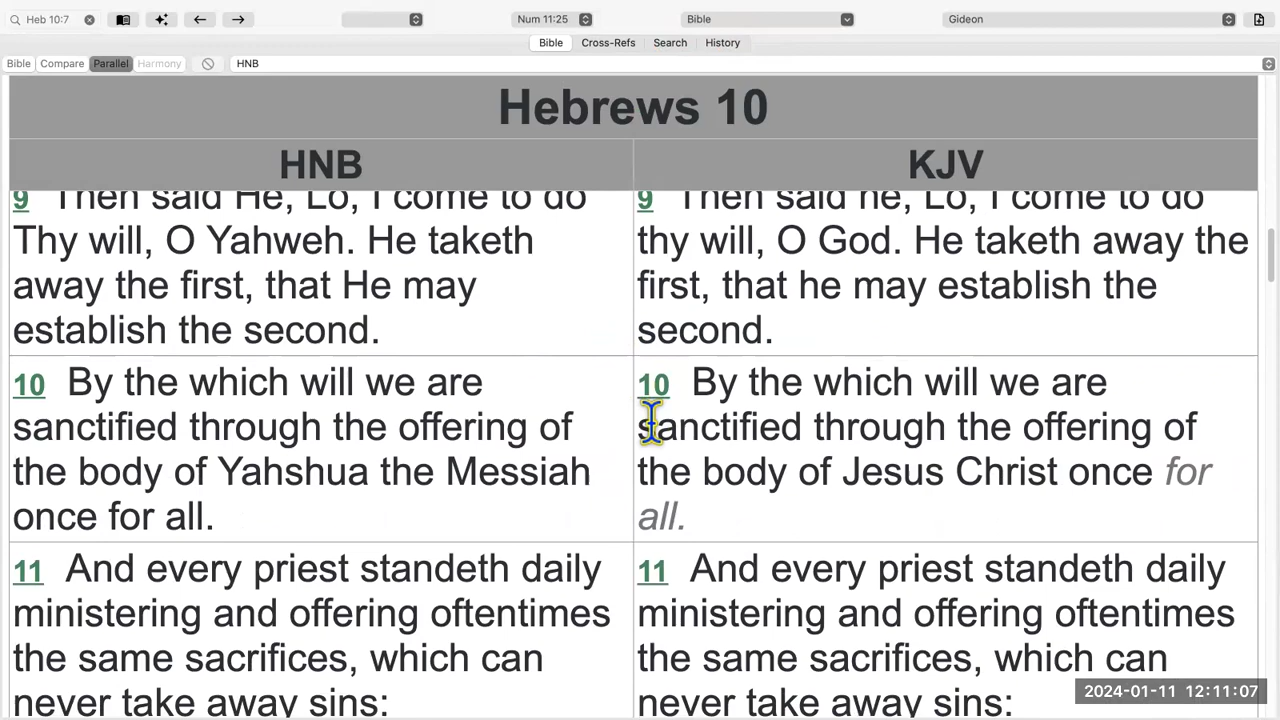 Heb 10:7
Num 11:25
Bible
Gideon
Bible
Cross-Refs
Search
History
Bible
Compare
Parallel
Harmony
HNB
Hebrews 10
HNB
9 Then said He, Lo, I come to do
Thy will, O Yahweh. He taketh
away the first, that He may
establish the second.
10 By the which will we are
sanctified through the offering of
the body of Yahshua the Messiah
once for all.
11 And every priest standeth daily
ministering and offering oftentimes
the same sacrifices, which can
never take away sins:
KJV
9 Then said he, Lo, I come to do
thy will, O God. He taketh away the
first, that he may establish the
second.
10 By the which will we are
sanctified through the offering of
the body of Jesus Christ once for
all.
11 And every priest standeth daily
ministering and offering oftentimes
the same sacrifices, which can
never take away sins:
2024-01-11 12:11:07